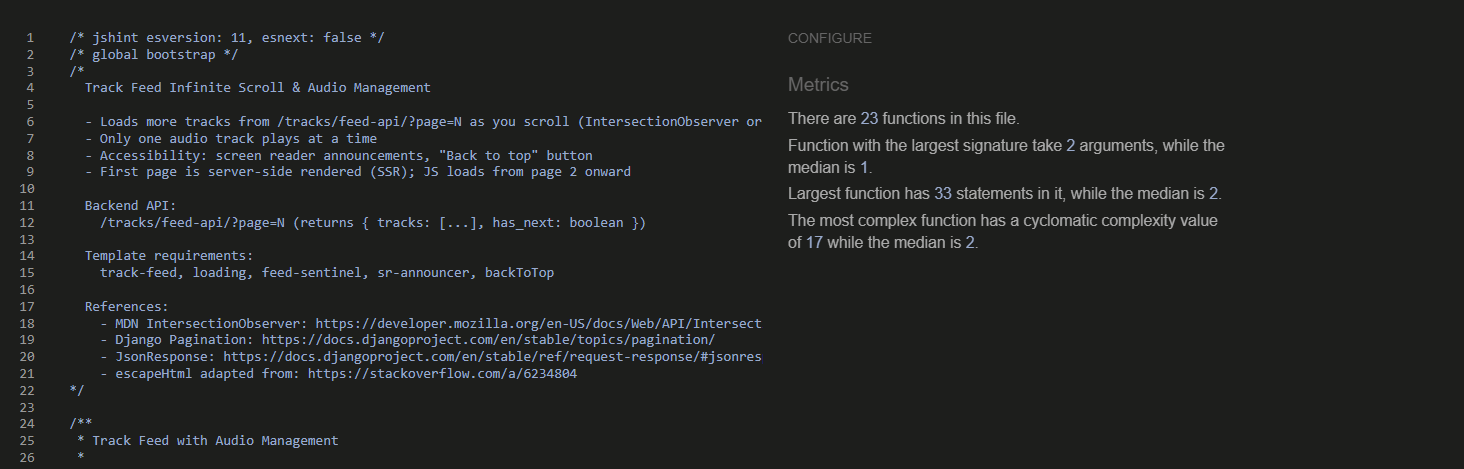 1 /* jshint esversion: 11, esnext: false */
2 /* global bootstrap */
3 /*
4 Track Feed Infinite Scroll & Audio Management
5
6 - Loads more tracks from /tracks/feed-api/?page=N as you scroll (IntersectionObserver or
7 - Only one audio track plays at a time
8 - Accessibility: screen reader announcements, "Back to top" button
9 - First page is server-side rendered (SSR); JS loads from page 2 onward
10
11 Backend API:
12 /tracks/feed-api/?page=N (returns { tracks: [...], has_next: boolean })
13
14 Template requirements:
15 track-feed, loading, feed-sentinel, sr-announcer, backToTop
16
17 References:
18 - MDN IntersectionObserver: https://developer.mozilla.org/en-US/docs/Web/API/Intersect
19 - Django Pagination: https://docs.djangoproject.com/en/stable/topics/pagination/
20 - JsonResponse: https://docs.djangoproject.com/en/stable/ref/request-response/#jsonres
21 - escapeHtml adapted from: https://stackoverflow.com/a/6234804
22 */
23
24 /**
25 * Track Feed with Audio Management
26 *
CONFIGURE
Metrics
There are 23 functions in this file.
Function with the largest signature take 2 arguments, while the
median is 1.
Largest function has 33 statements in it, while the median is 2.
The most complex function has a cyclomatic complexity value
of 17 while the median is 2.